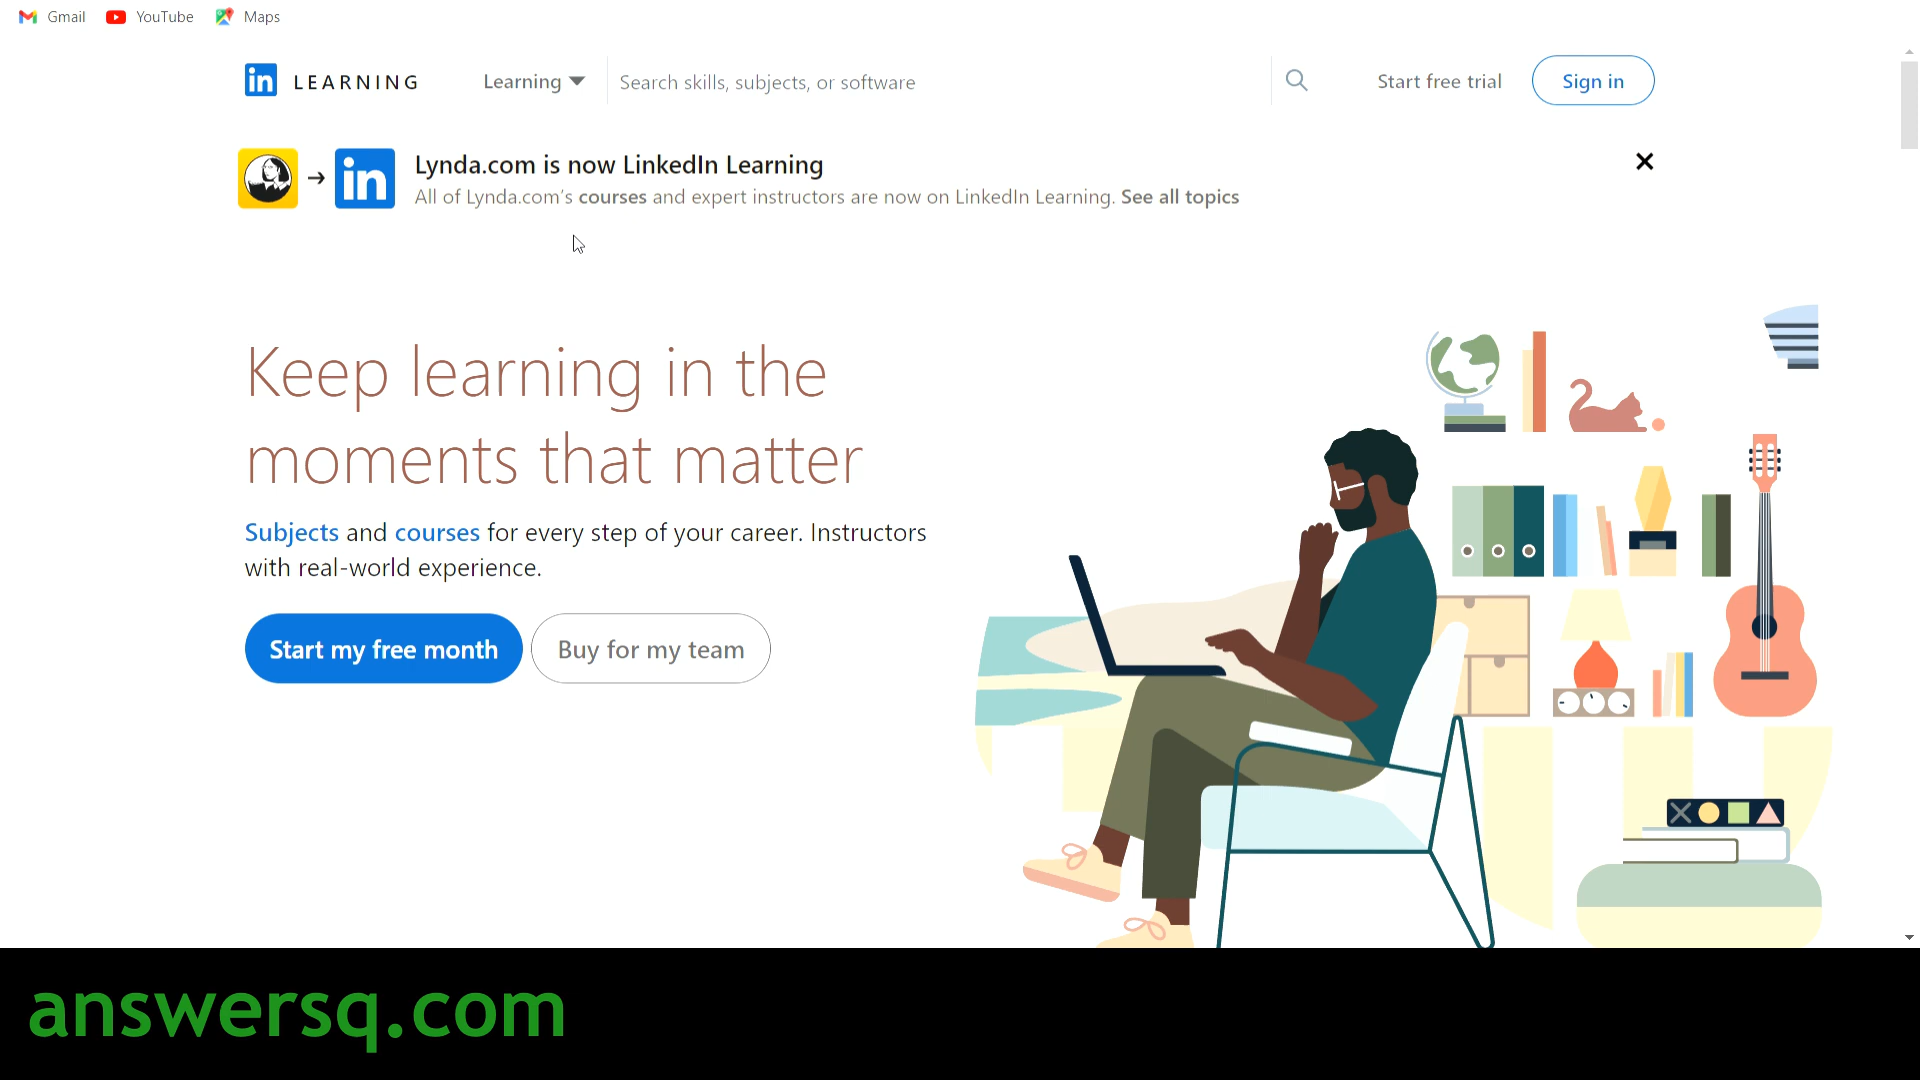 Gmail YouTube Maps
in LEARNING Learning Search skills, subjects, or software Start free trial Sign in
in Lynda.com is now LinkedIn Learning
All of Lynda.com's courses and expert instructors are now on LinkedIn Learning. See all topics
Keep learning in the
moments that matter
Subjects and courses for every step of your career. Instructors
with real-world experience.
Start my free month Buy for my team
answersq.com